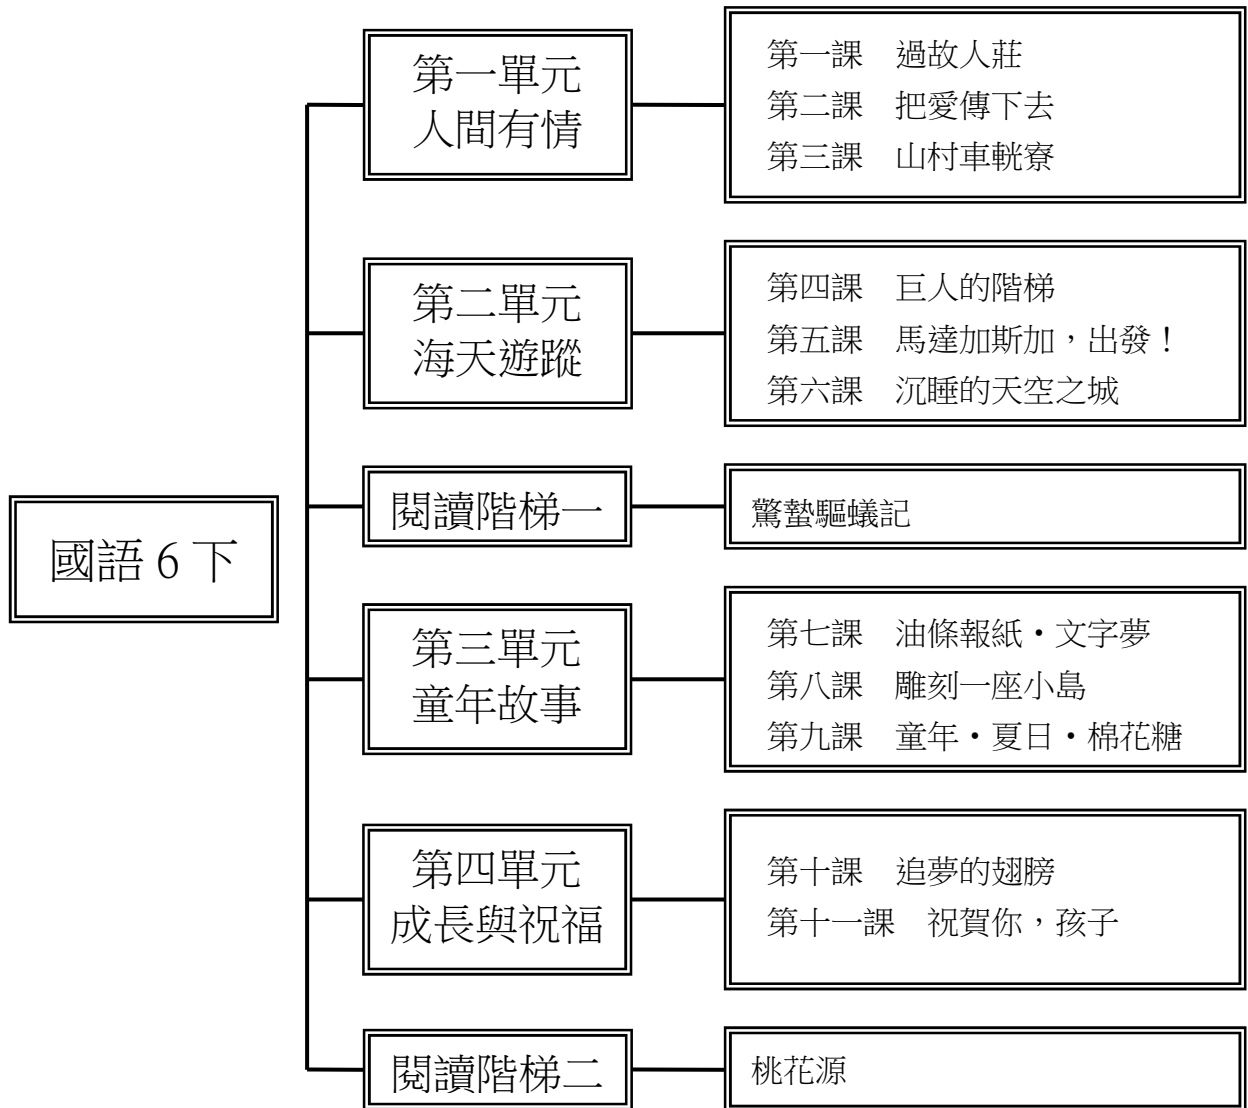 國語 6 下
第一單元
人間有情
第一課　過故人莊
第二課　把愛傳下去
第三課　山村車輄寮
第二單元
海天遊蹤
第四課　巨人的階梯
第五課　馬達加斯加，出發！
第六課　沉睡的天空之城
閱讀階梯一
驚蟄驅蟻記
第三單元
童年故事
第七課　油條報紙‧文字夢
第八課　雕刻一座小島
第九課　童年‧夏日‧棉花糖
第四單元
成長與祝福
第十課　追夢的翅膀
第十一課　祝賀你，孩子
閱讀階梯二
桃花源